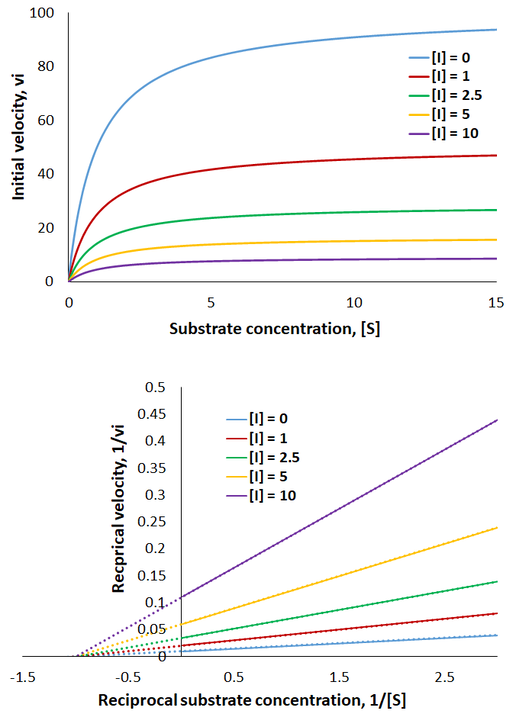 100
80
60
40
20
0
Initial velocity, vi
[I] = 0
[I] = 1
[I] = 2.5
[I] = 5
[I] = 10
0
5
10
15
Substrate concentration, [S]
0.5
0.45
0.4
0.35
0.3
0.25
0.2
0.15
0.1
0.05
0
Recprical velocity, 1/vi
[I] = 0
[I] = 1
[I] = 2.5
[I] = 5
[I] = 10
-1.5
-0.5
0.5
1.5
2.5
Reciprocal substrate concentration, 1/[S]